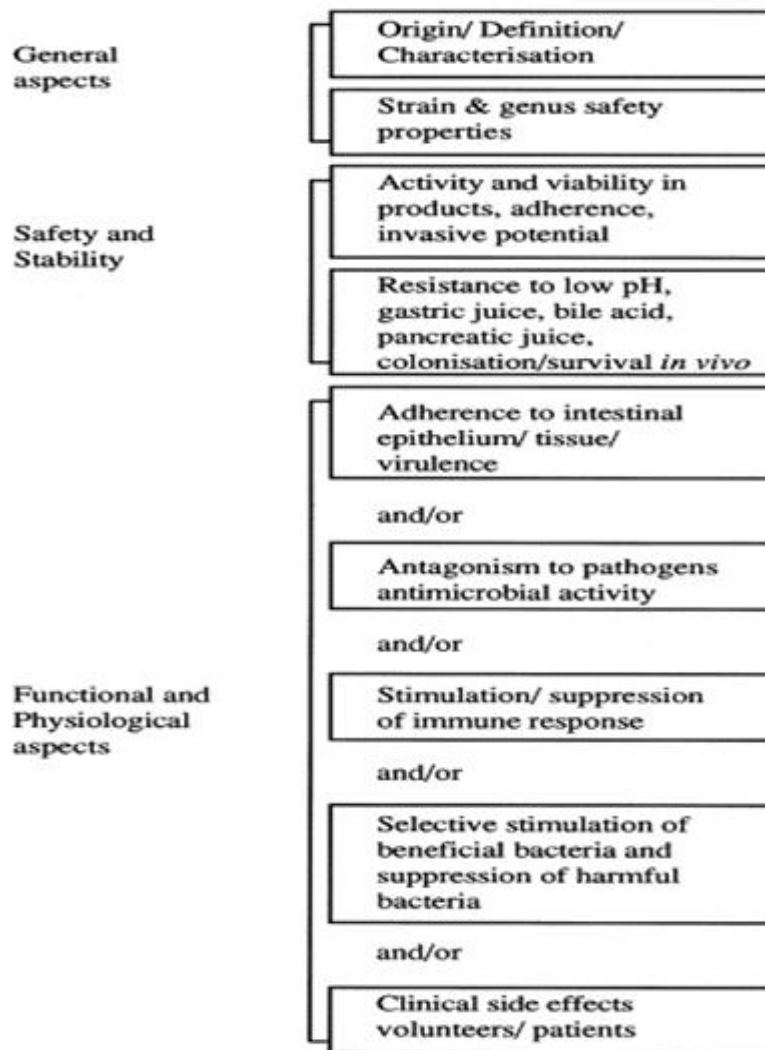 General
aspects
Origin/ Definition/
Characterisation
Strain & genus safety
properties
Safety and
Stability
Activity and viability in
products, adherence,
invasive potential
Resistance to low pH,
gastric juice, bile acid,
pancreatic juice,
colonisation/survival in vivo
Functional and
Physiological
aspects
Adherence to intestinal
epithelium/ tissue/
virulence
and/or
Antagonism to pathogens
antimicrobial activity
and/or
Stimulation/ suppression
of immune response
and/or
Selective stimulation of
beneficial bacteria and
suppression of harmful
bacteria
and/or
Clinical side effects
volunteers/ patients